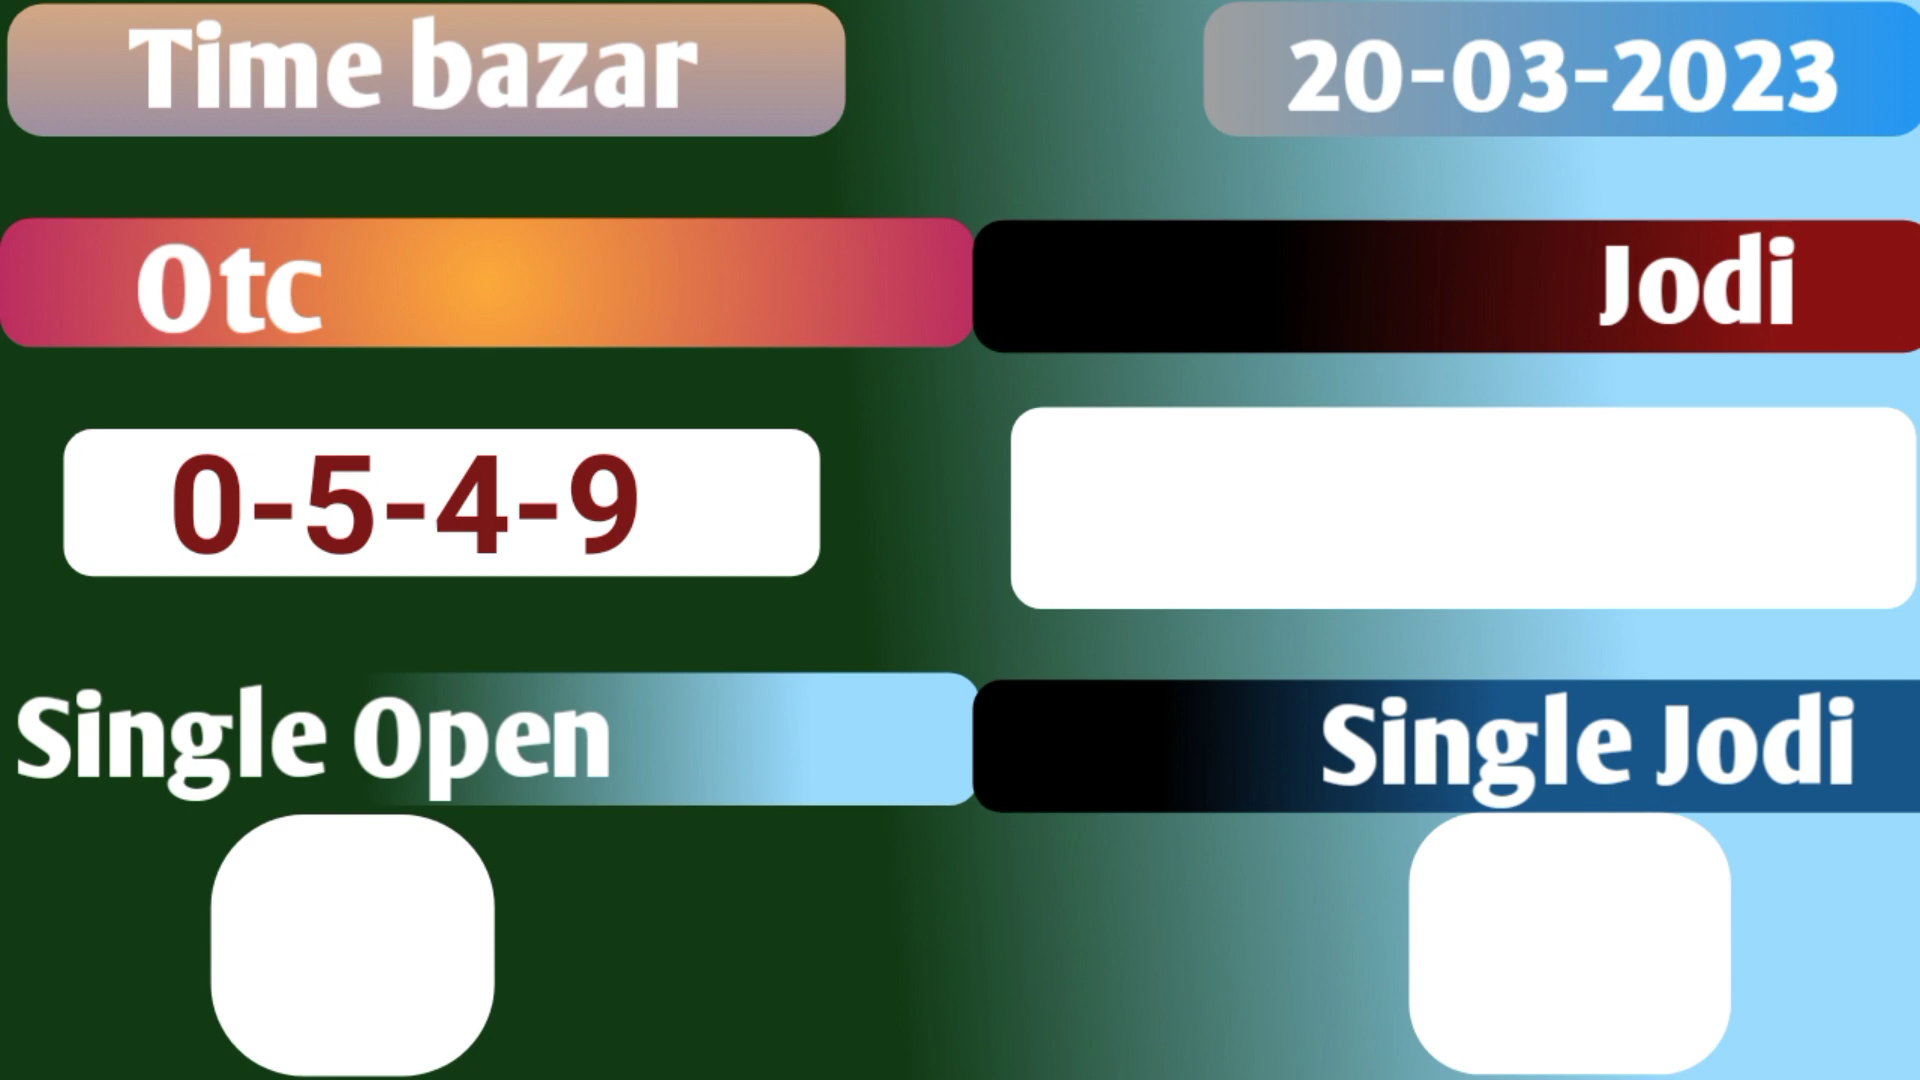 Time bazar
20-03-2023
Otc
Jodi
0-5-4-9
Single Open
Single Jodi